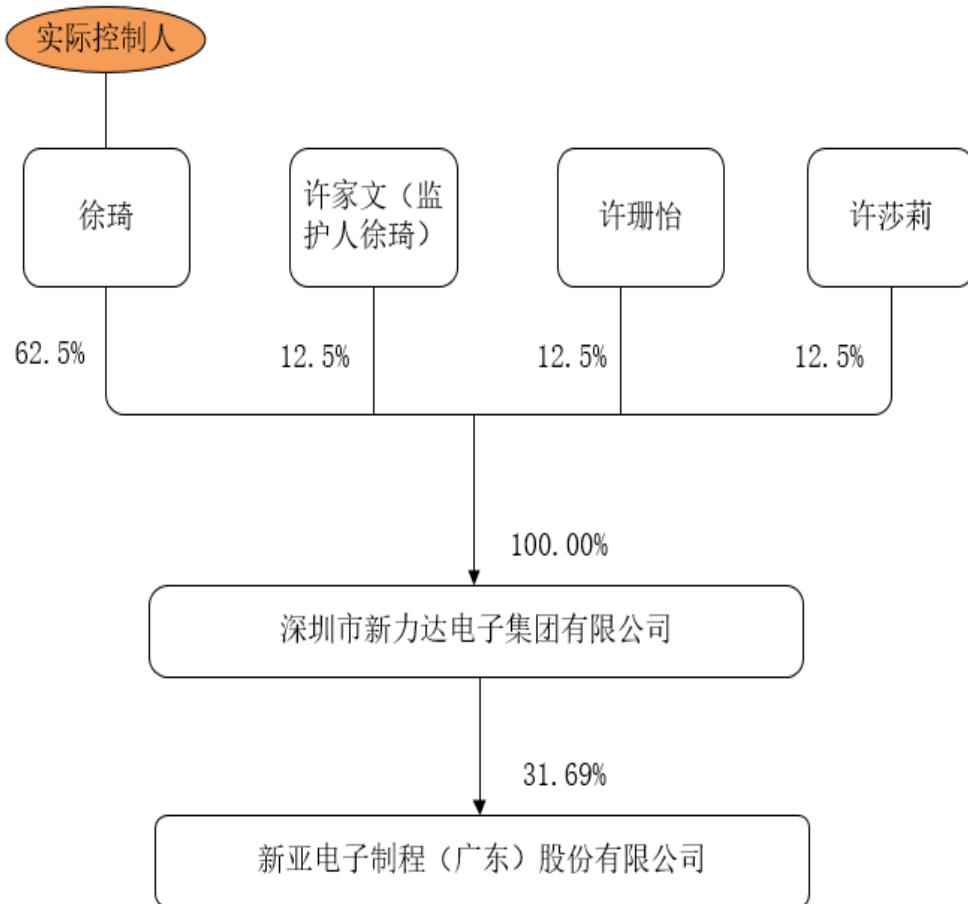 实际控制人
徐琦
许家文（监
护人徐琦）
许珊怡
许莎莉
62.5%
12.5%
12.5%
12.5%
100.00%
深圳市新力达电子集团有限公司
31.69%
新亚电子制程（广东）股份有限公司